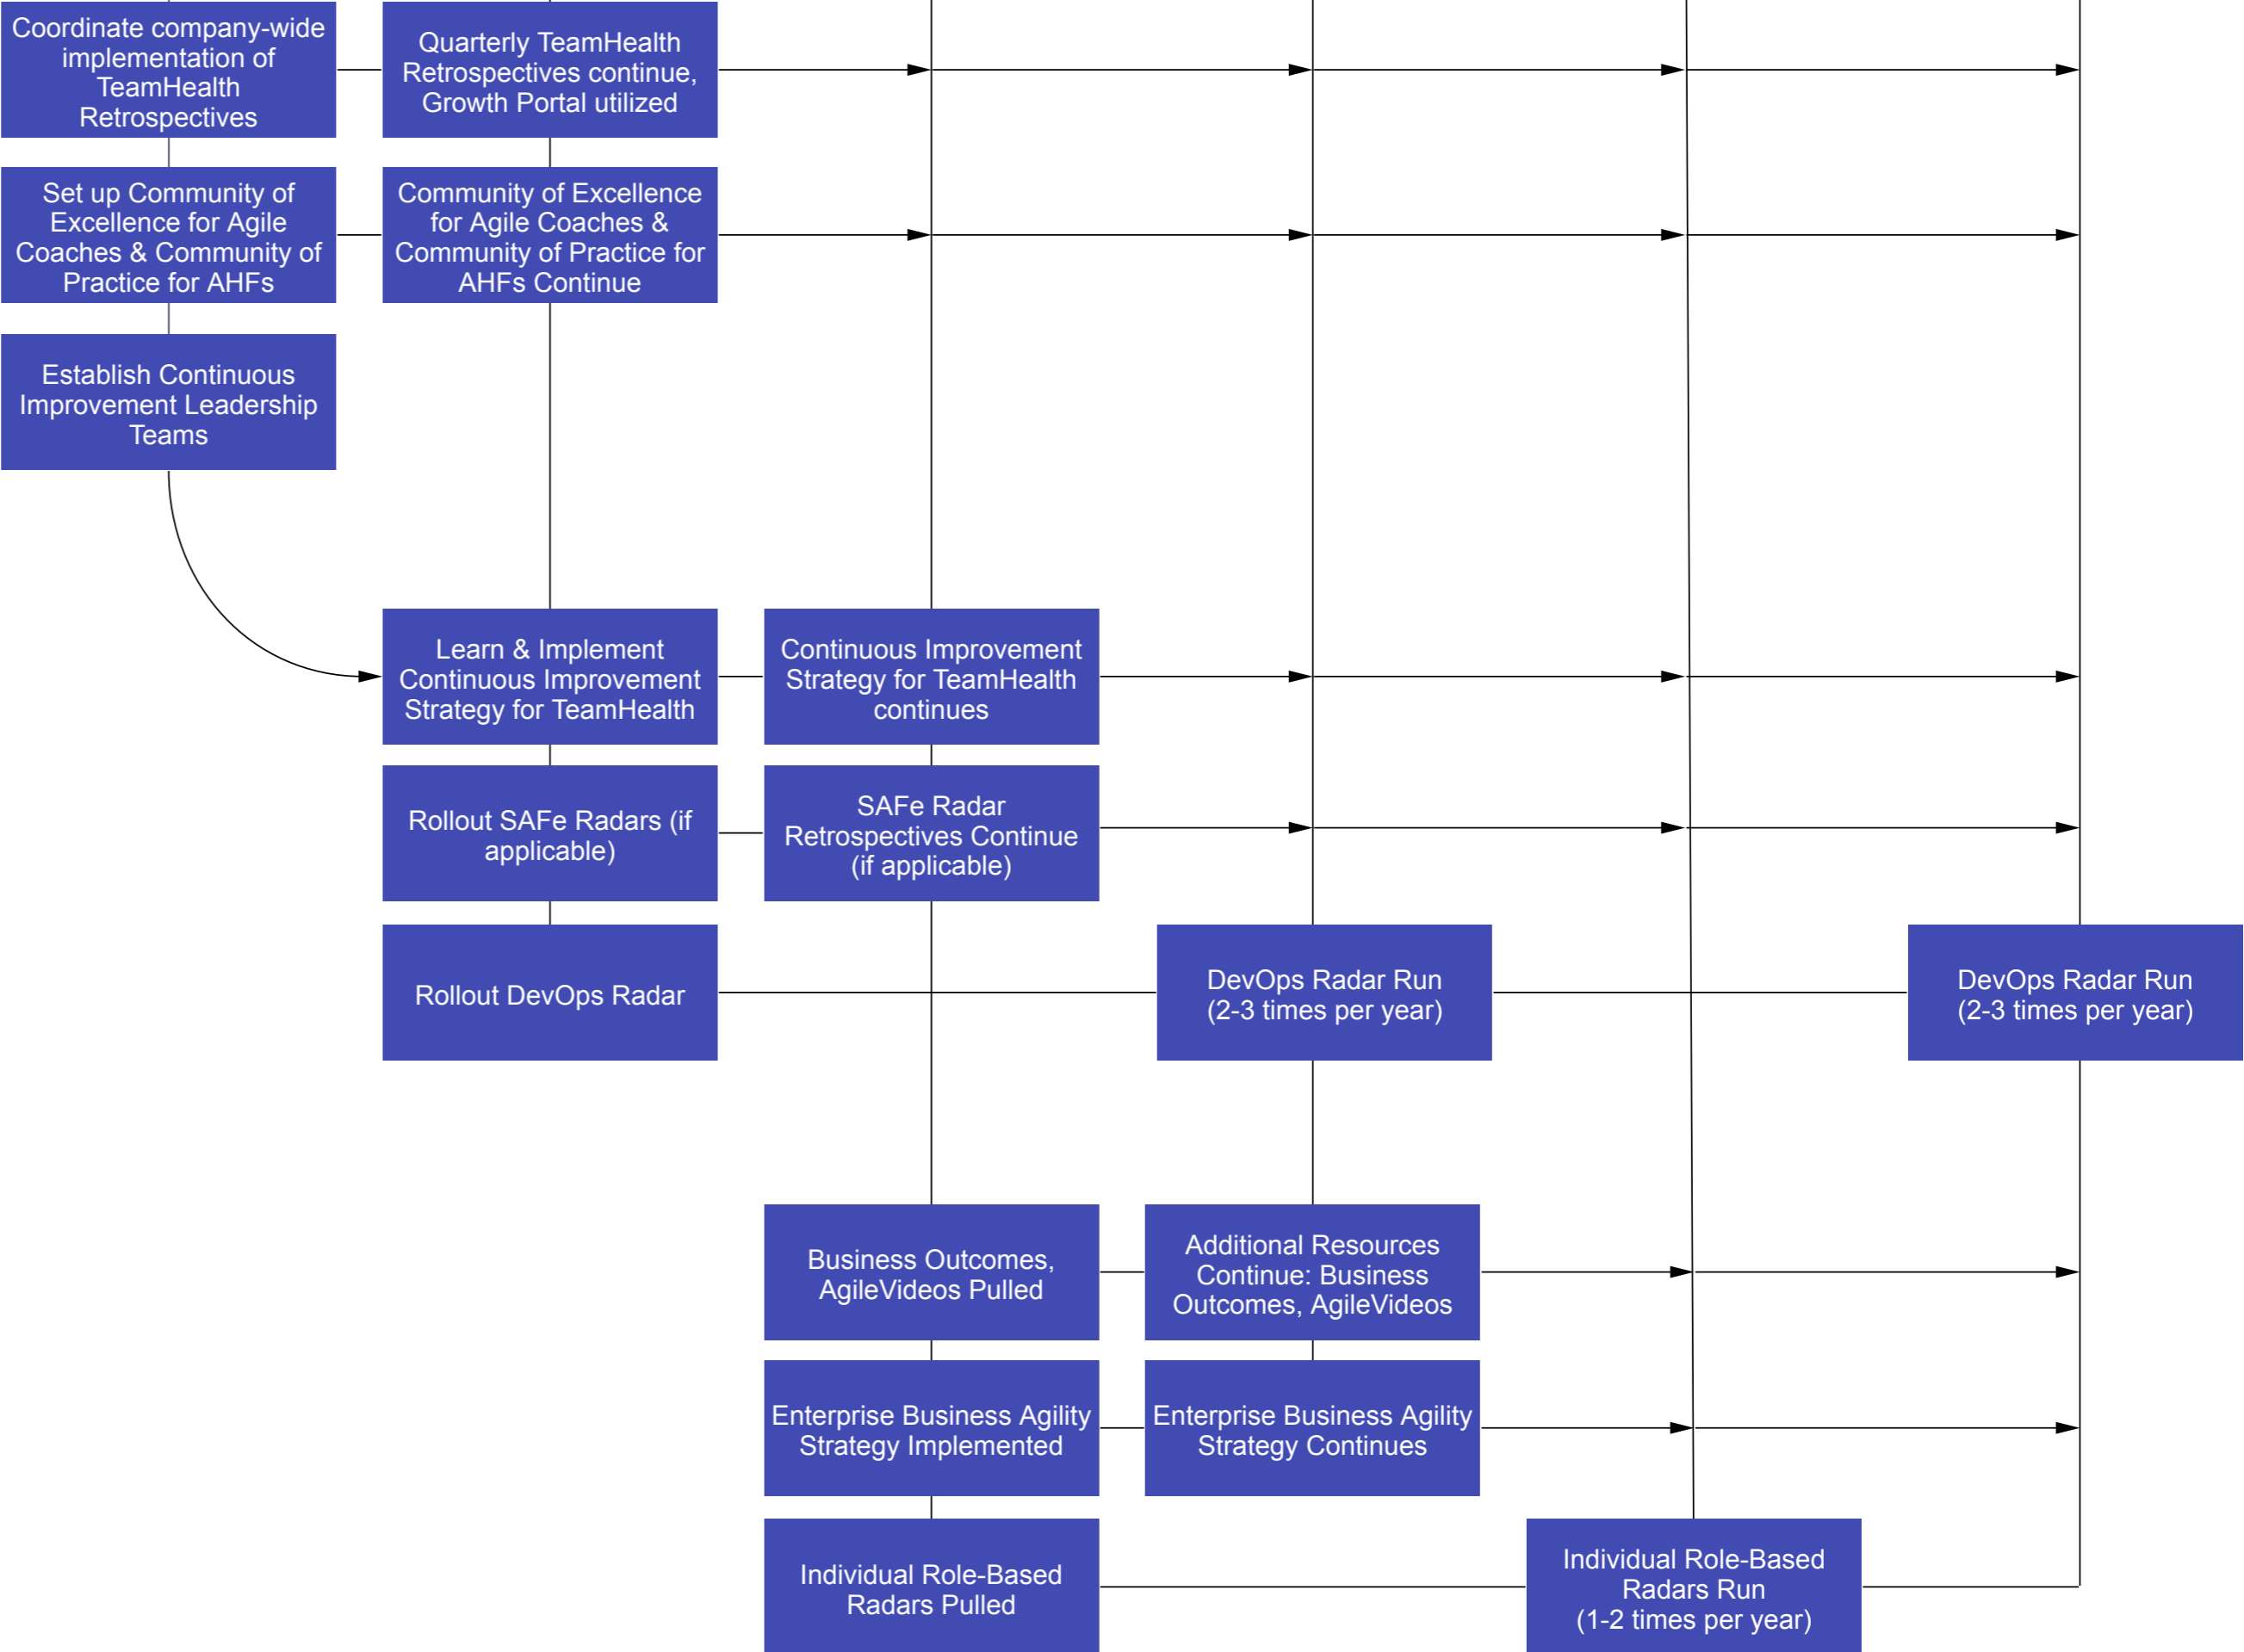 Coordinate company-wide
implementation of
TeamHealth
Retrospectives
Quarterly TeamHealth
Retrospectives continue,
Growth Portal utilized
Set up Community of
Excellence for Agile
Coaches & Community of
Practice for AHFs
Community of Excellence
for Agile Coaches &
Community of Practice for
AHFs Continue
Establish Continuous
Improvement Leadership
Teams
Learn & Implement
Continuous Improvement
Strategy for TeamHealth
Continuous Improvement
Strategy for TeamHealth
continues
Rollout SAFe Radars (if
applicable)
SAFe Radar
Retrospectives Continue
(if applicable)
Rollout DevOps Radar
DevOps Radar Run
(2-3 times per year)
DevOps Radar Run
(2-3 times per year)
Business Outcomes,
AgileVideos Pulled
Additional Resources
Continue: Business
Outcomes, AgileVideos
Enterprise Business Agility
Strategy Implemented
Enterprise Business Agility
Strategy Continues
Individual Role-Based
Radars Pulled
Individual Role-Based
Radars Run
(1-2 times per year)